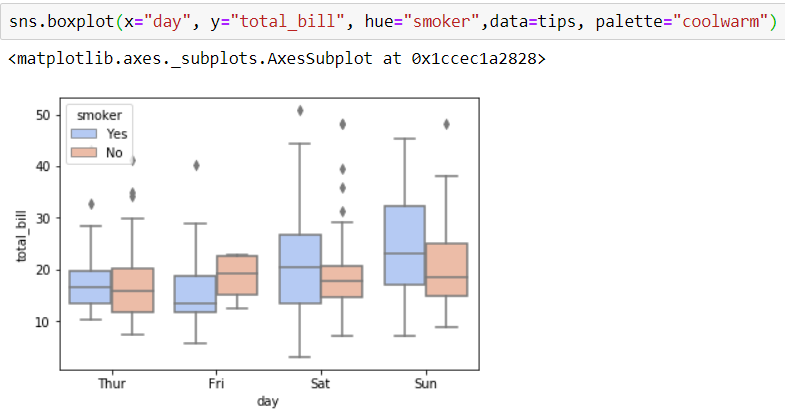 sns.boxplot(x="day", y="total_bill", hue="smoker",data=tips, palette="coolwarm")
<matplotlib.axes._subplots.AxesSubplot at 0x1ccec1a2828>
smoker
Yes
No
50
40
30
20
10
total_bill
Thur Fri Sat Sun
day